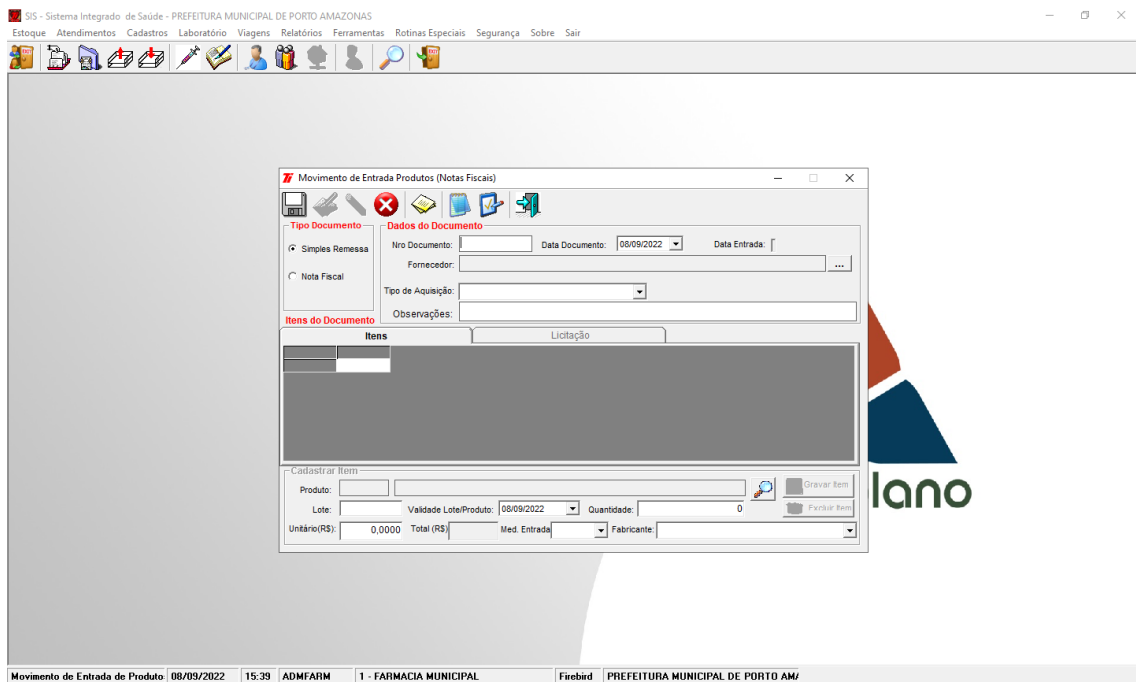 SIS - Sistema Integrado de Saúde - PREFEITURA MUNICIPAL DE PORTO AMAZONAS
Estoque Atendimentos Cadastros Laboratório Viagens Relatórios Ferramentas Rotinas Especiais Segurança Sobre Sair
Movimento de Entrada Produtos (Notas Fiscais)
Tipo Documento
Simples Remessa
Nota Fiscal
Dados do Documento
Nro Documento: Data Documento: 08/09/2022 Data Entrada:
Fornecedor: ...
Tipo de Aquisição:
Observações:
Itens do Documento
Itens Licitação
Cadastrar Item
Produto: Gravar Item
Lote: Validade Lote/Produto: 08/09/2022 Quantidade: 0 Excluir Item
Unitário(R$): 0,0000 Total (R$) Med. Entrada Fabricante:
lano
Movimento de Entrada de Produto 08/09/2022 15:39 ADMFARM 1 - FARMACIA MUNICIPAL Firebird PREFEITURA MUNICIPAL DE PORTO AMA